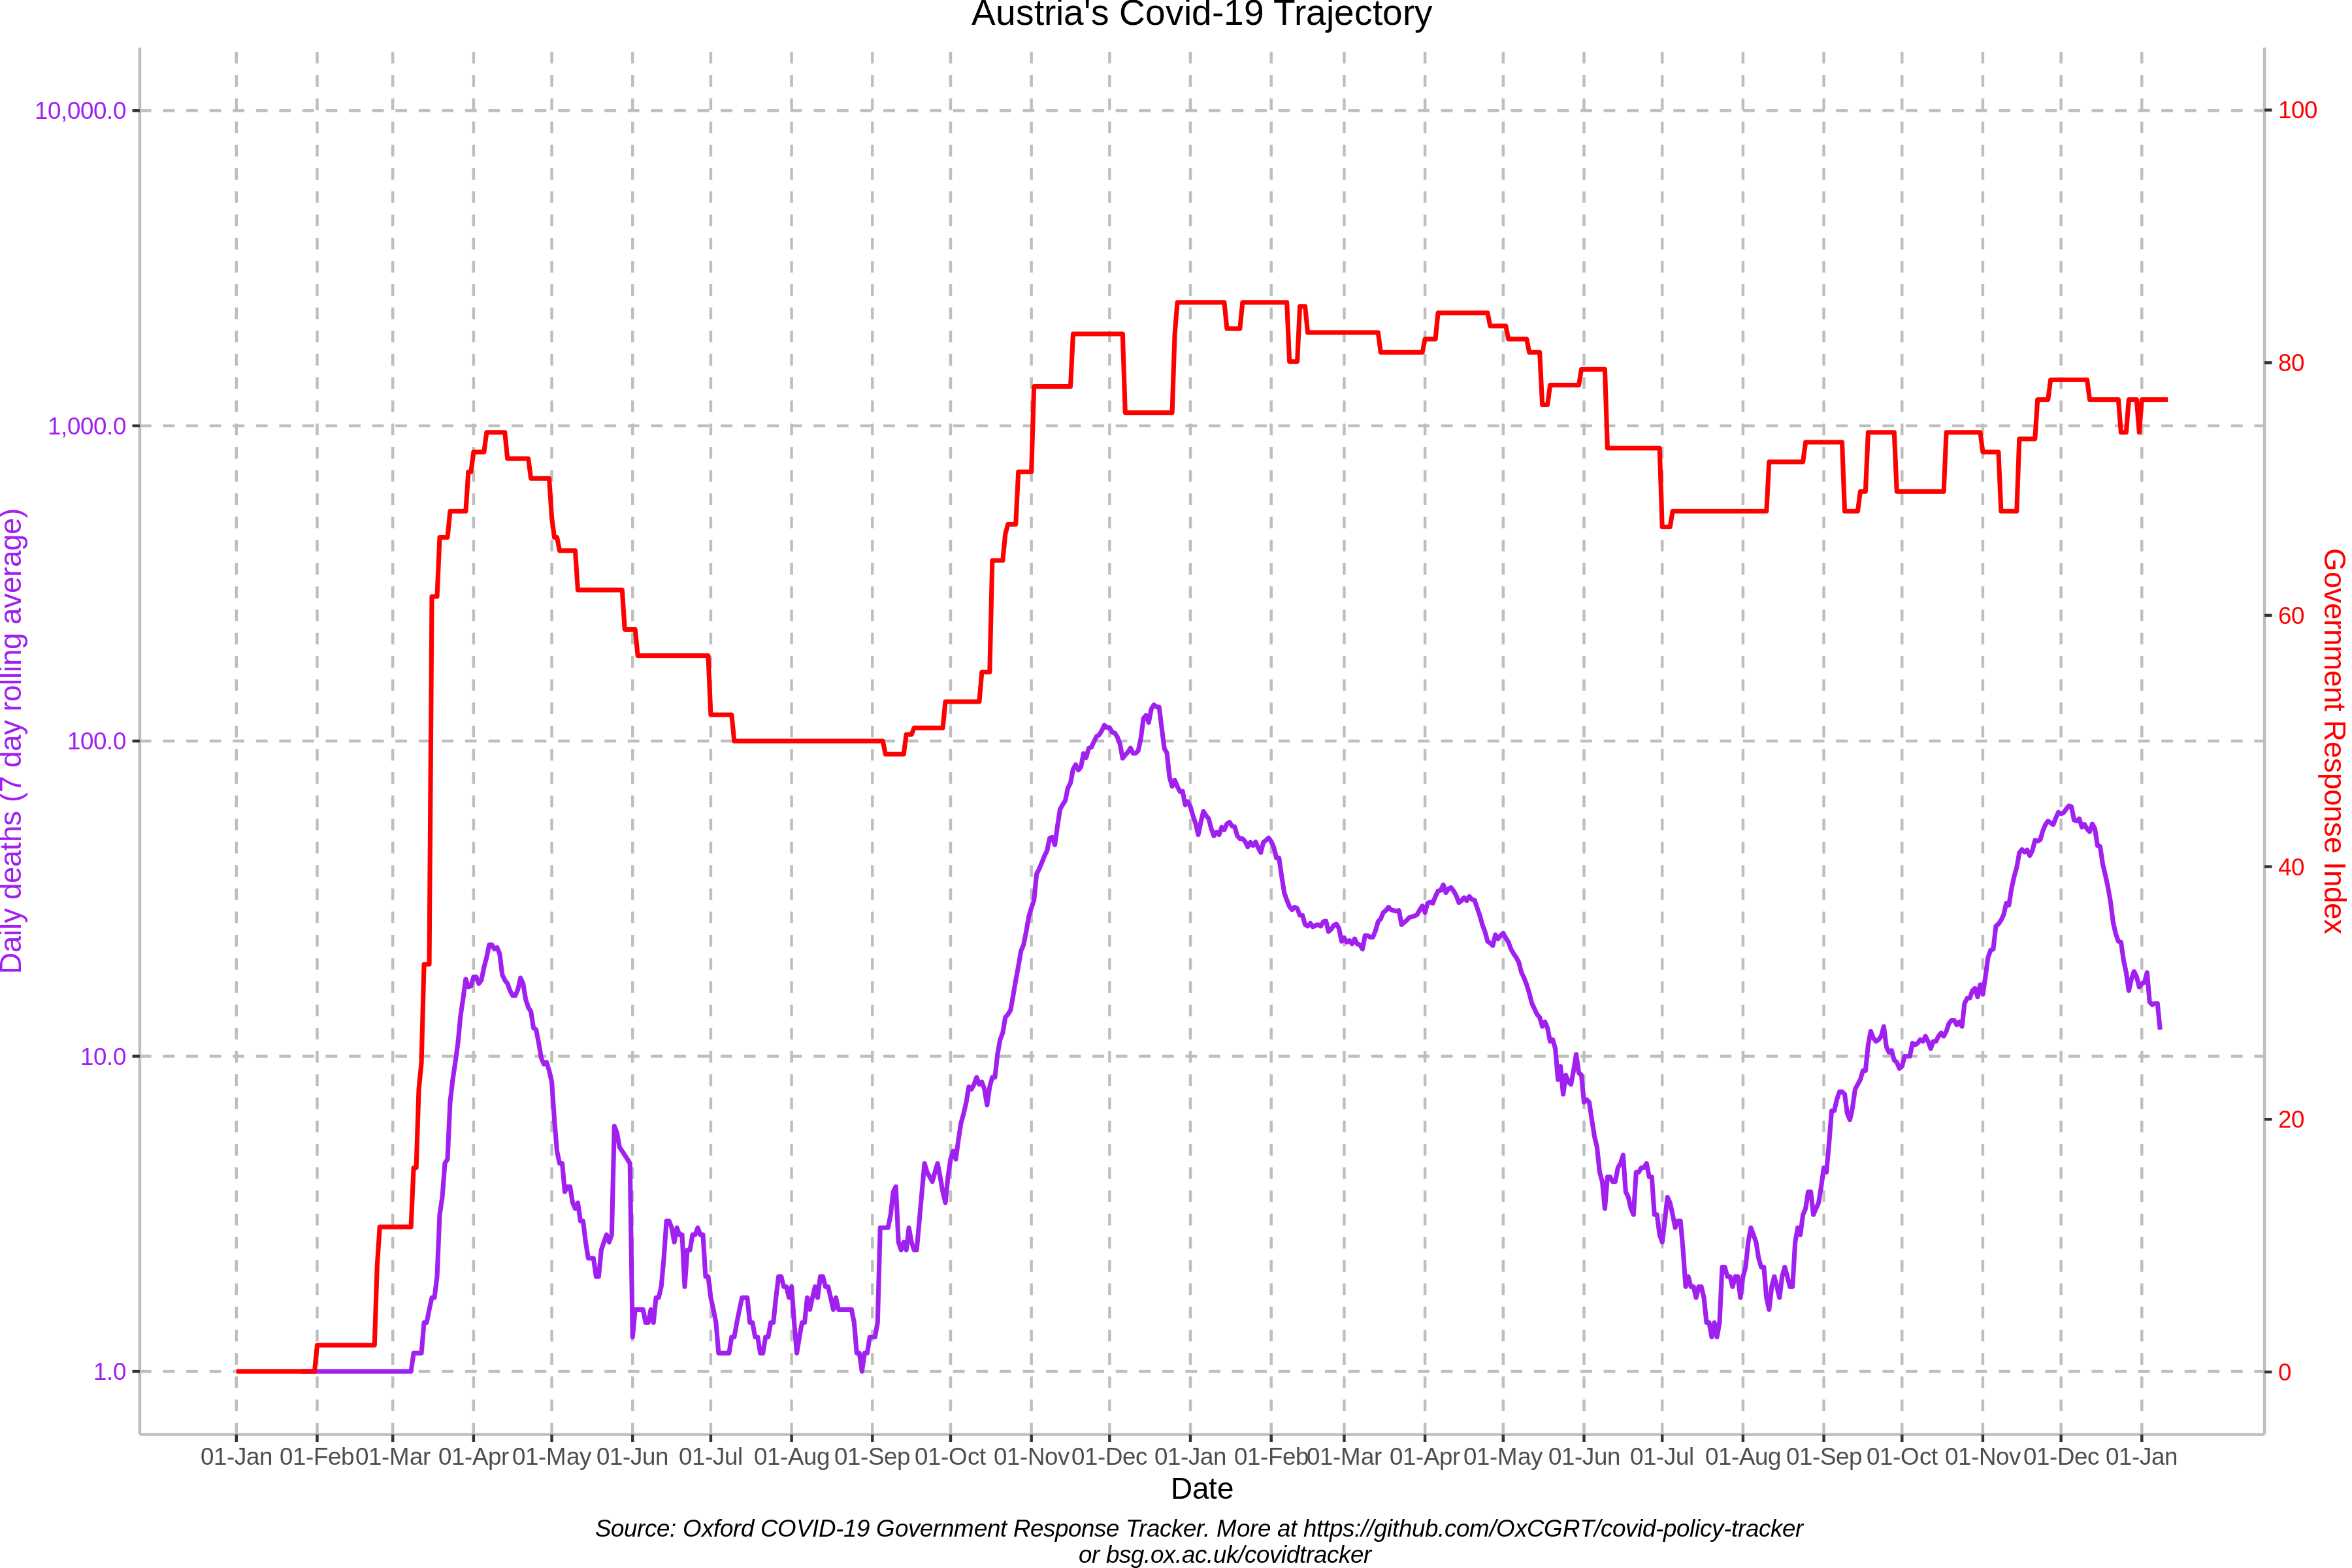 Austria's Covid-19 Trajectory
10,000.0
1,000.0
100.0
10.0
1.0
Daily deaths (7 day rolling average)
100
80
60
40
20
0
Government Response Index
01-Jan 01-Feb 01-Mar 01-Apr 01-May 01-Jun 01-Jul 01-Aug 01-Sep 01-Oct 01-Nov 01-Dec 01-Jan 01-Feb 01-Mar 01-Apr 01-May 01-Jun 01-Jul 01-Aug 01-Sep 01-Oct 01-Nov 01-Dec 01-Jan
Date
Source: Oxford COVID-19 Government Response Tracker. More at https://github.com/OxCGRT/covid-policy-tracker
or bsg.ox.ac.uk/covidtracker